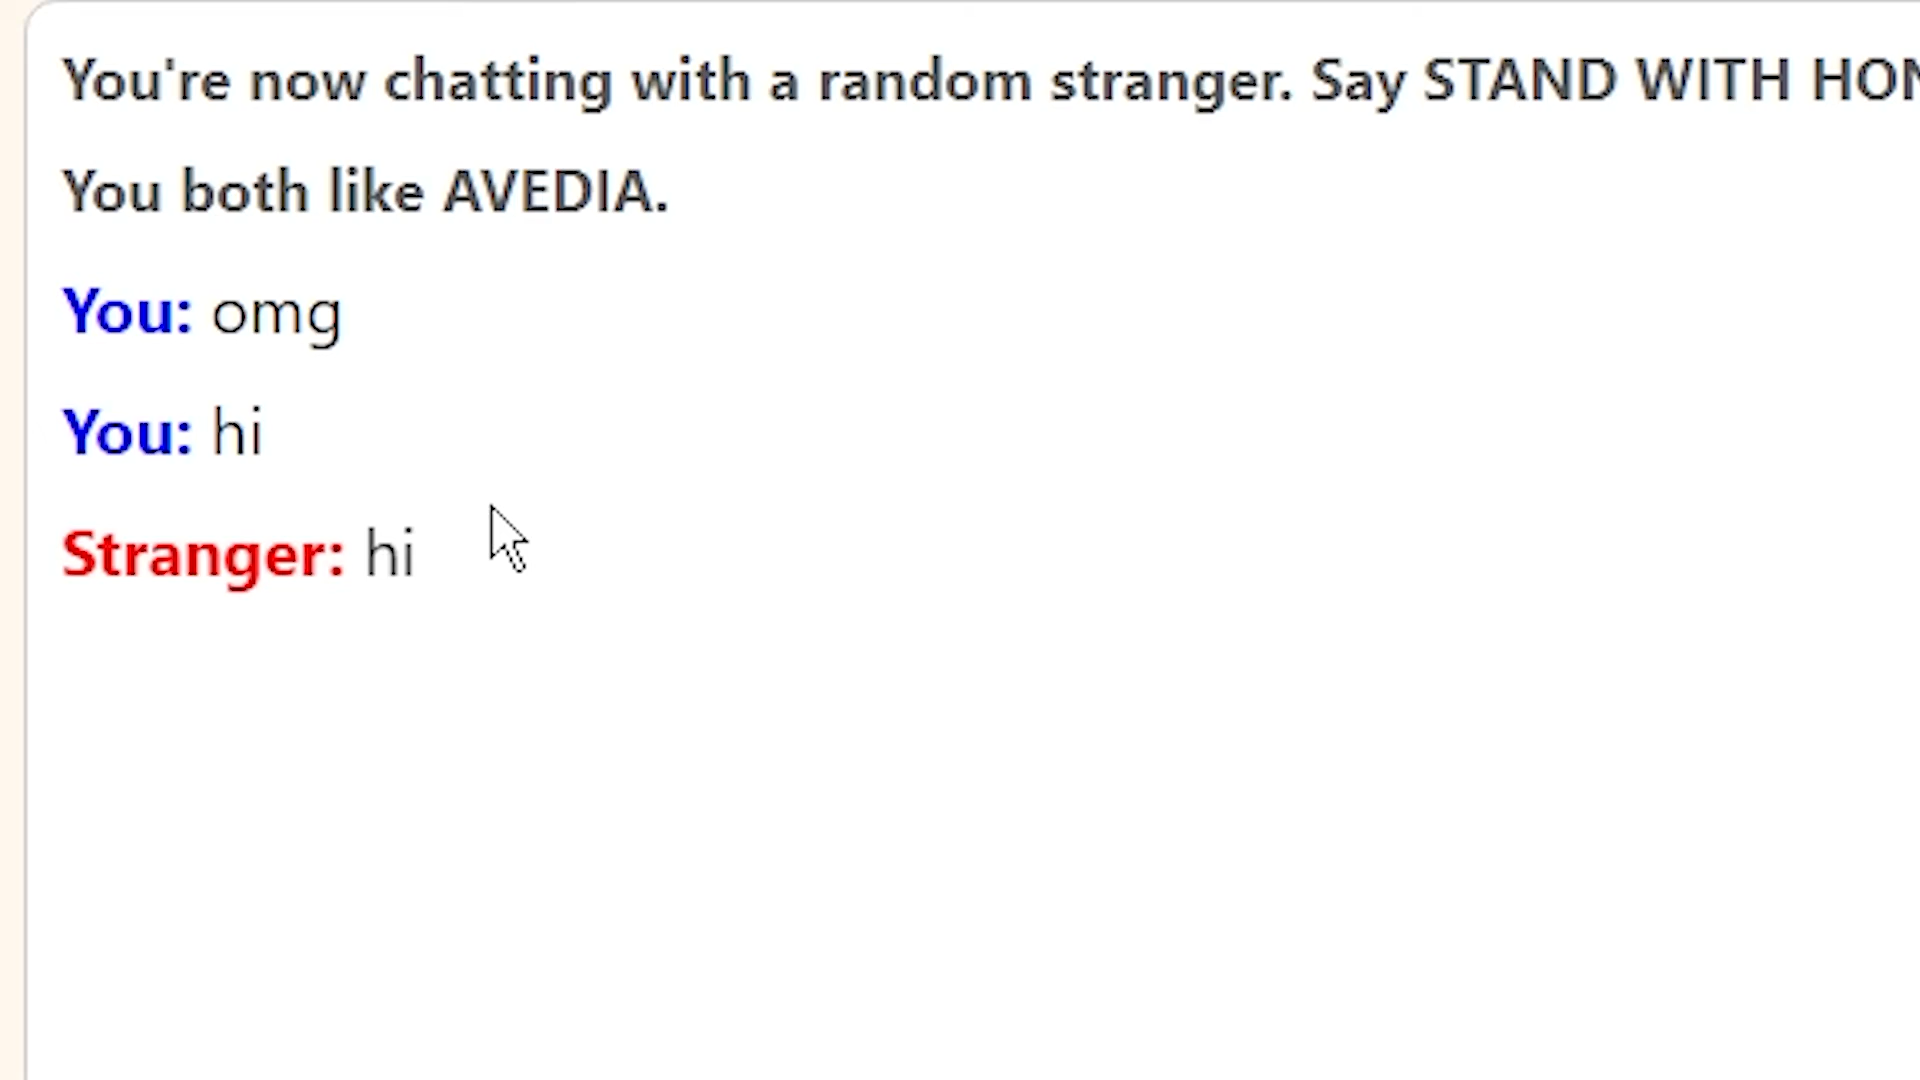 You're now chatting with a random stranger. Say STAND WITH
You both like AVEDIA.
You: omg
You: hi
Stranger: hi